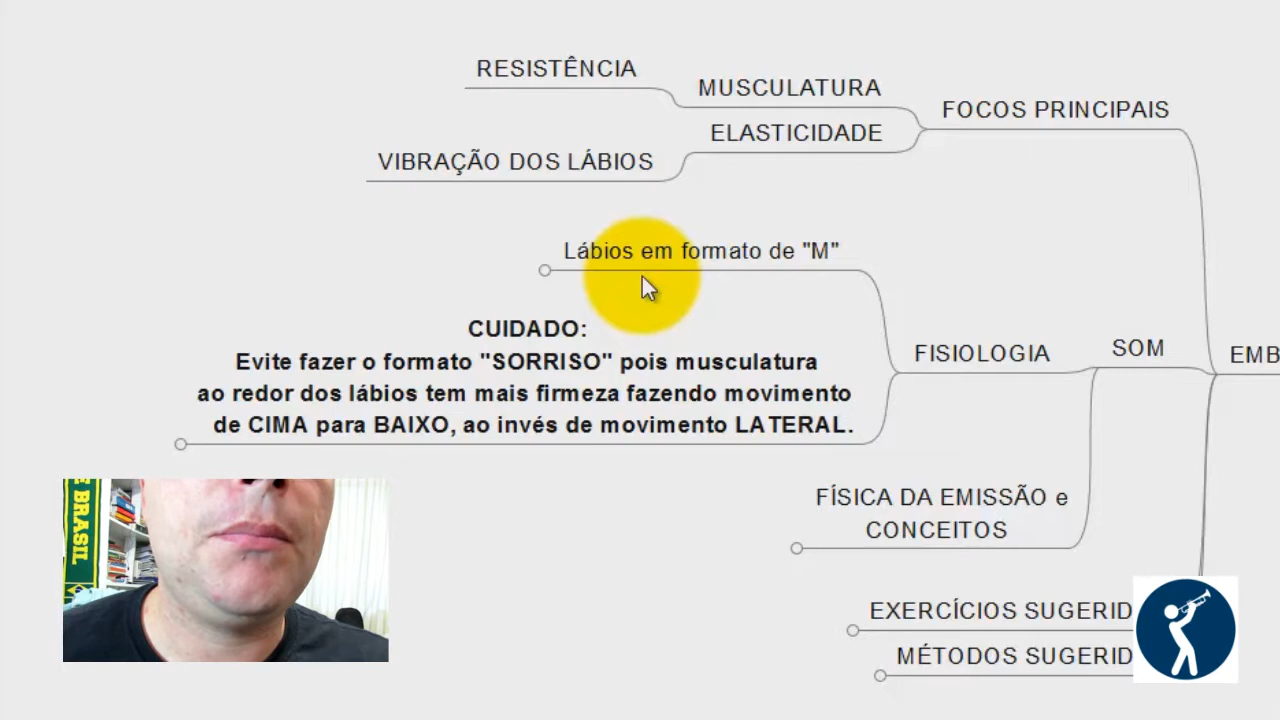 RESISTÊNCIA
MUSCULATURA
FOCOS PRINCIPAIS
ELASTICIDADE
VIBRAÇÃO DOS LÁBIOS
Lábios em formato de "M"
CUIDADO:
Evite fazer o formato "SORRISO" pois musculatura
ao redor dos lábios tem mais firmeza fazendo movimento
de CIMA para BAIXO, ao invés de movimento LATERAL.
FISIOLOGIA
SOM
EMB
FÍSICA DA EMISSÃO e
CONCEITOS
EXERCÍCIOS SUGERID
MÉTODOS SUGERID
BRASIL